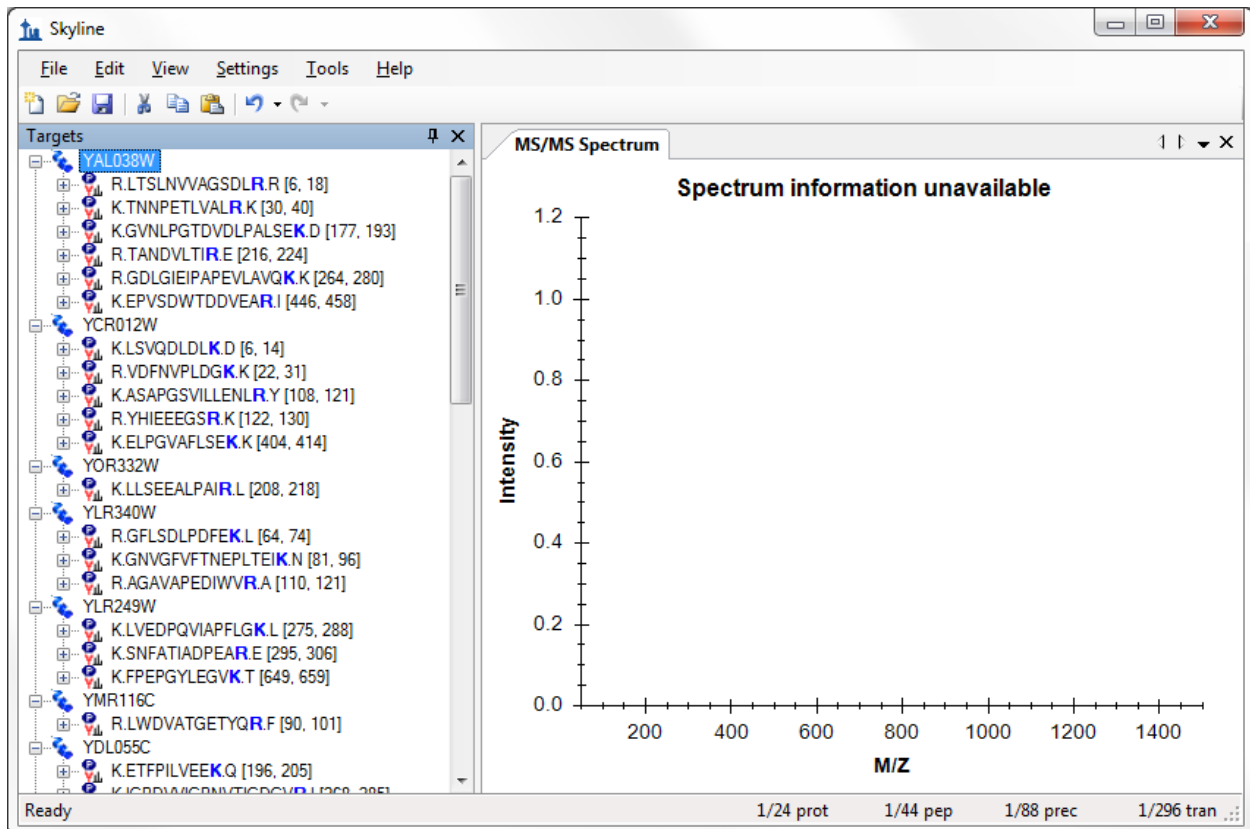 Skyline
File Edit View Settings Tools Help
Targets
YAL038W
R.LTSLNVVAGSDLR.R [6, 18]
K.TNNPETLVALR.K [30, 40]
K.GVNLPGTDVDLPALSEK.D [177, 193]
R.TANDVLTIR.E [216, 224]
R.GDLGIEIPAPEVLAVQK.K [264, 280]
K.EPVSDWTDDVEAR.I [446, 458]
YCR012W
K.LSVQDLDLK.D [6, 14]
R.VDFNVPLDGK.K [22, 31]
K.ASAPGSVILLENLR.Y [108, 121]
R.YHIEEEGSR.K [122, 130]
K.ELPGVAFLSEK.K [404, 414]
YOR332W
K.LLSEEALPAIR.L [208, 218]
YLR340W
R.GFLSDLPDFEK.L [64, 74]
K.GNVGFVFTNEPLTEIK.N [81, 96]
R.AGAVAPEDIWVR.A [110, 121]
YLR249W
K.LVEDPQVIAPFLGK.L [275, 288]
K.SNFATIADPEAR.E [295, 306]
K.FPEPGYLEGVK.T [649, 659]
YMR116C
R.LWDVATGETYQR.F [90, 101]
YDL055C
K.ETFPILVEEK.Q [196, 205]
MS/MS Spectrum
Spectrum information unavailable
1.2
1.0
0.8
0.6
0.4
0.2
0.0
Intensity
200 400 600 800 1000 1200 1400
M/Z
Ready 1/24 prot 1/44 pep 1/88 prec 1/296 tran